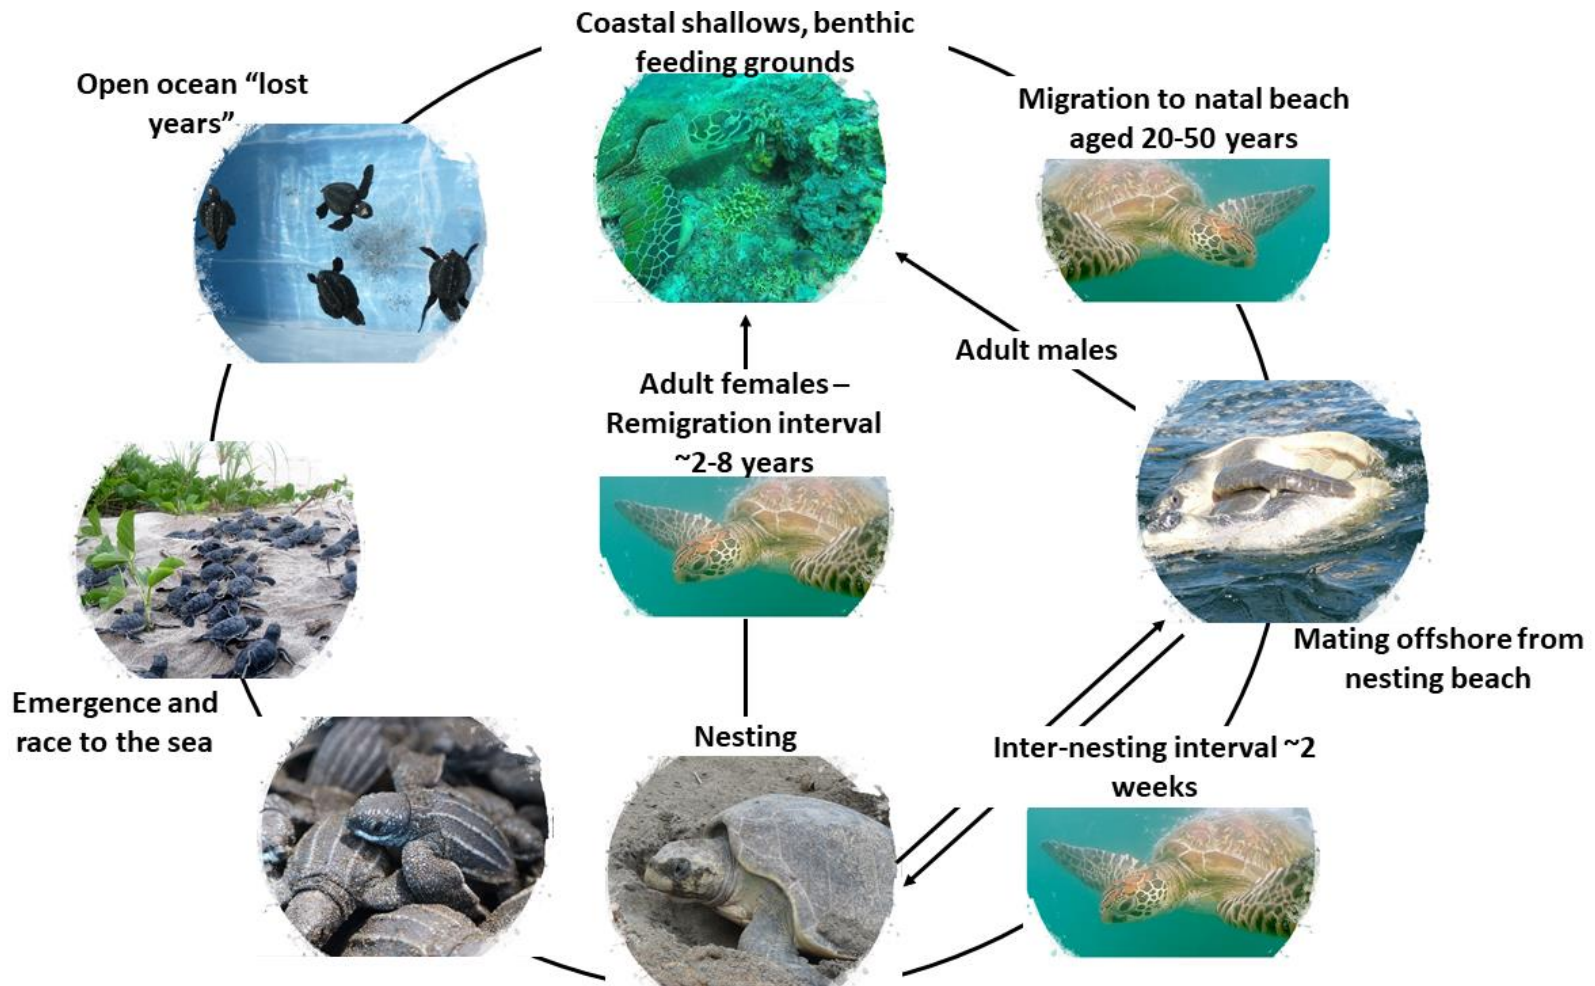 Coastal shallows, benthic
feeding grounds
Open ocean “lost
years”
Migration to natal beach
aged 20-50 years
Adult males
Adult females –
Remigration interval
~2-8 years
Mating offshore from
nesting beach
Emergence and
race to the sea
Nesting
Inter-nesting interval ~2
weeks